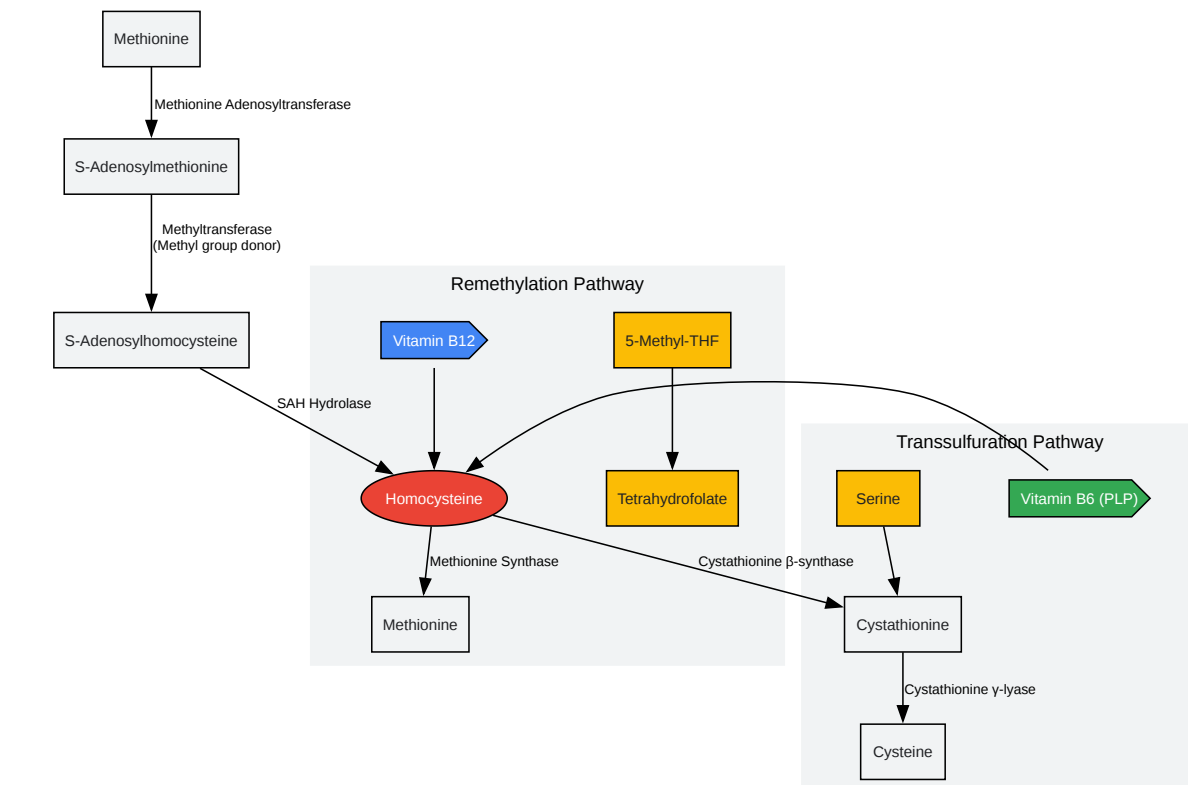 Methionine
Methionine Adenosyltransferase
S-Adenosylmethionine
Methyltransferase
(Methyl group donor)
Remethylation Pathway
S-Adenosylhomocysteine
Vitamin B12
5-Methyl-THF
SAH Hydrolase
Transsulfuration Pathway
Homocysteine
Tetrahydrofolate
Serine
Vitamin B6 (PLP)
Methionine Synthase
Cystathionine β-synthase
Methionine
Cystathionine
Cystathionine γ-lyase
Cysteine